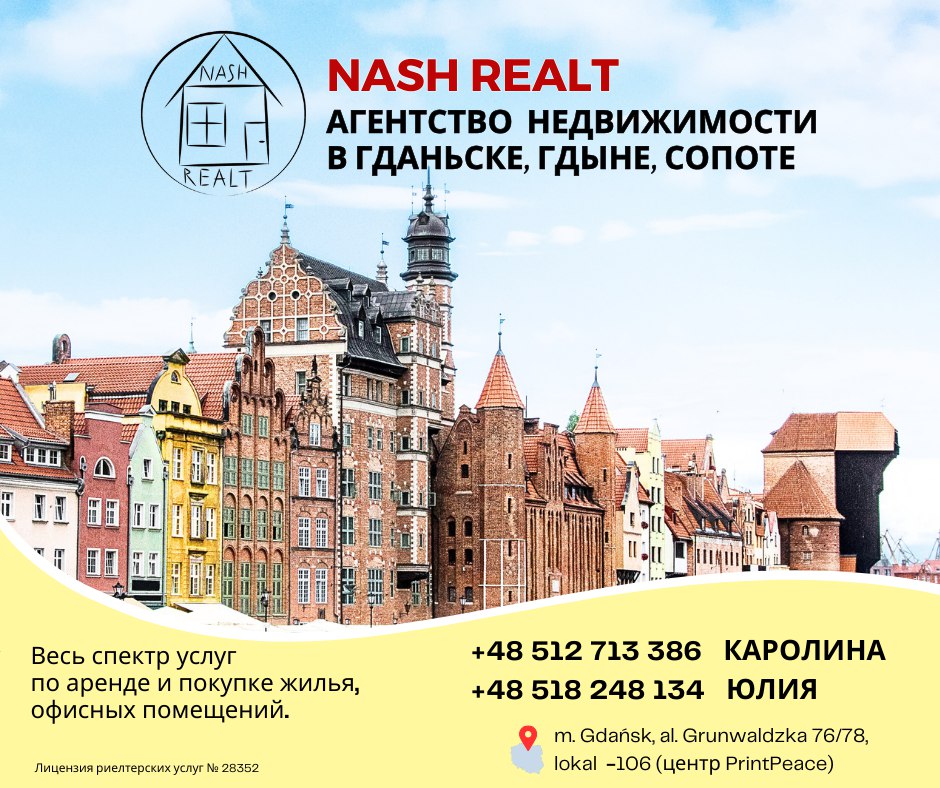 NASH
REALT
NASH REALT
АГЕНТСТВО НЕДВИЖИМОСТИ
В ГДАНЬСКЕ, ГДЫНЕ, СОПОТЕ
Весь спектр услуг
по аренде и покупке жилья,
офисных помещений.
Лицензия риелтерских услуг № 28352
+48 512 713 386 КАРОЛИНА
+48 518 248 134 ЮЛИЯ
m. Gdańsk, al. Grunwaldzka 76/78,
lokal -106 (центр PrintPeace)